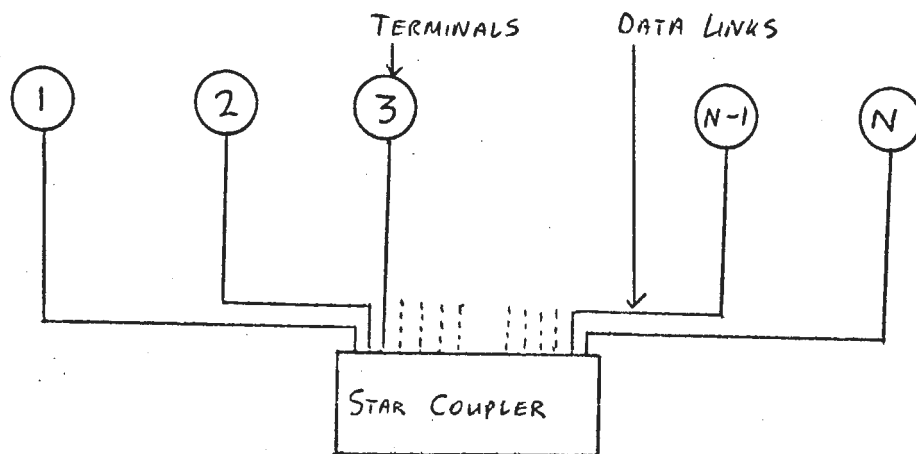 TERMINALS
DATA LINKS
1
2
3
N-1
N
STAR COUPLER